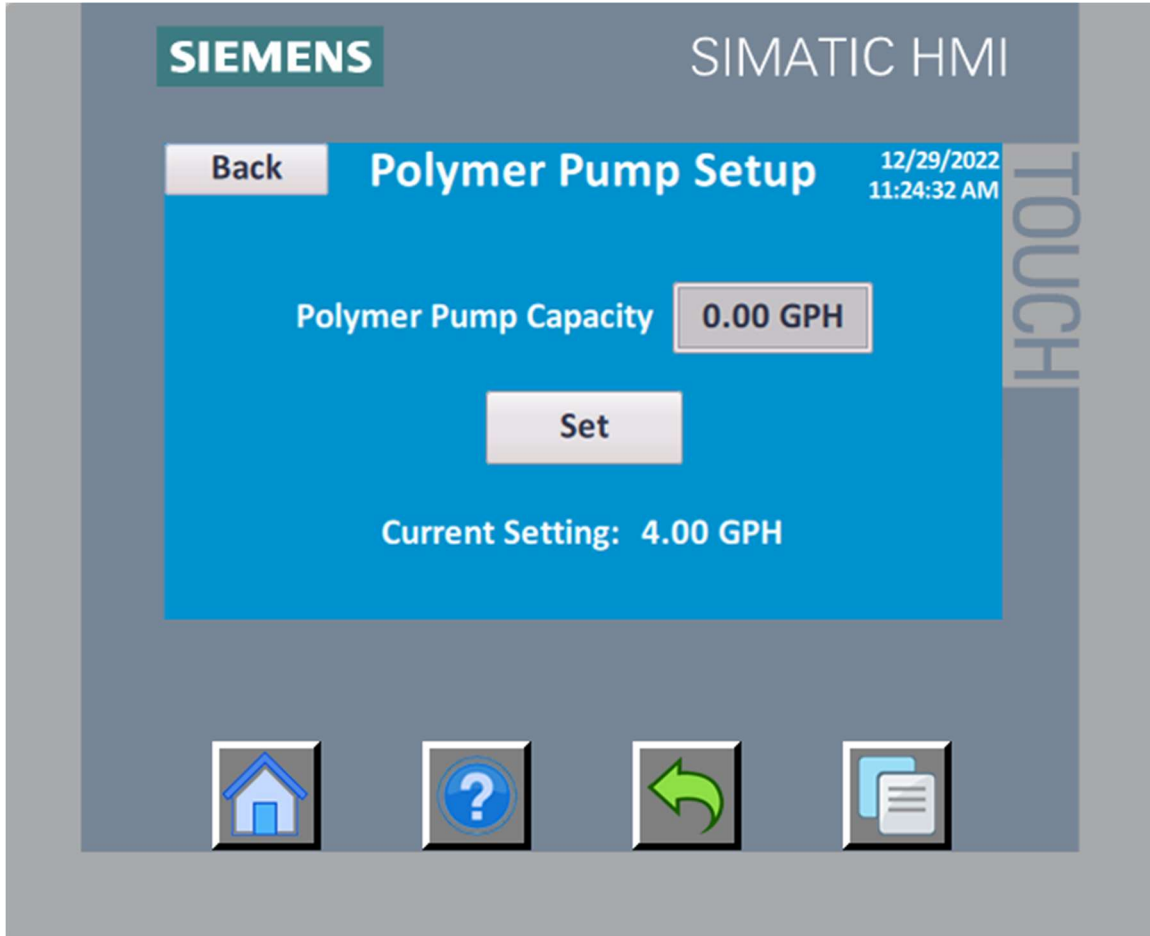 SIEMENS
SIMATIC HMI
Back
Polymer Pump Setup
12/29/2022
11:24:32 AM
TOUCH
Polymer Pump Capacity
0.00 GPH
Set
Current Setting: 4.00 GPH
?